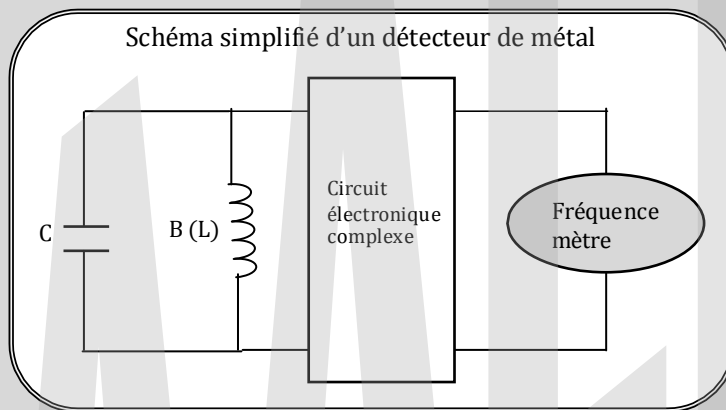 Schéma simplifié d'un détecteur de métal
C
B (L)
Circuit
électronique
complexe
Fréquence
mètre